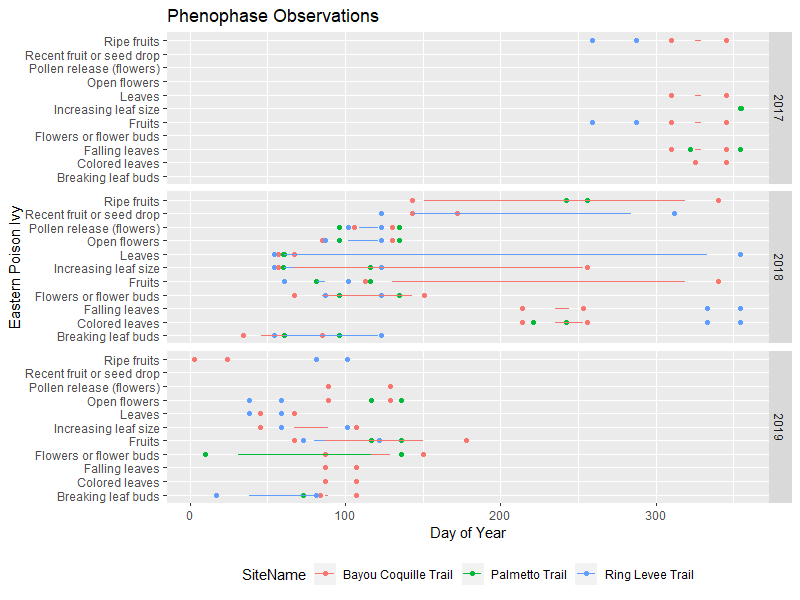 Phenophase Observations
Eastern Poison Ivy
Ripe fruits
Recent fruit or seed drop
Pollen release (flowers)
Open flowers
Leaves
Increasing leaf size
Fruits
Flowers or flower buds
Falling leaves
Colored leaves
Breaking leaf buds
2017
Ripe fruits
Recent fruit or seed drop
Pollen release (flowers)
Open flowers
Leaves
Increasing leaf size
Fruits
Flowers or flower buds
Falling leaves
Colored leaves
Breaking leaf buds
2018
Ripe fruits
Recent fruit or seed drop
Pollen release (flowers)
Open flowers
Leaves
Increasing leaf size
Fruits
Flowers or flower buds
Falling leaves
Colored leaves
Breaking leaf buds
2019
0 100 200 300
Day of Year
SiteName Bayou Coquille Trail Palmetto Trail Ring Levee Trail